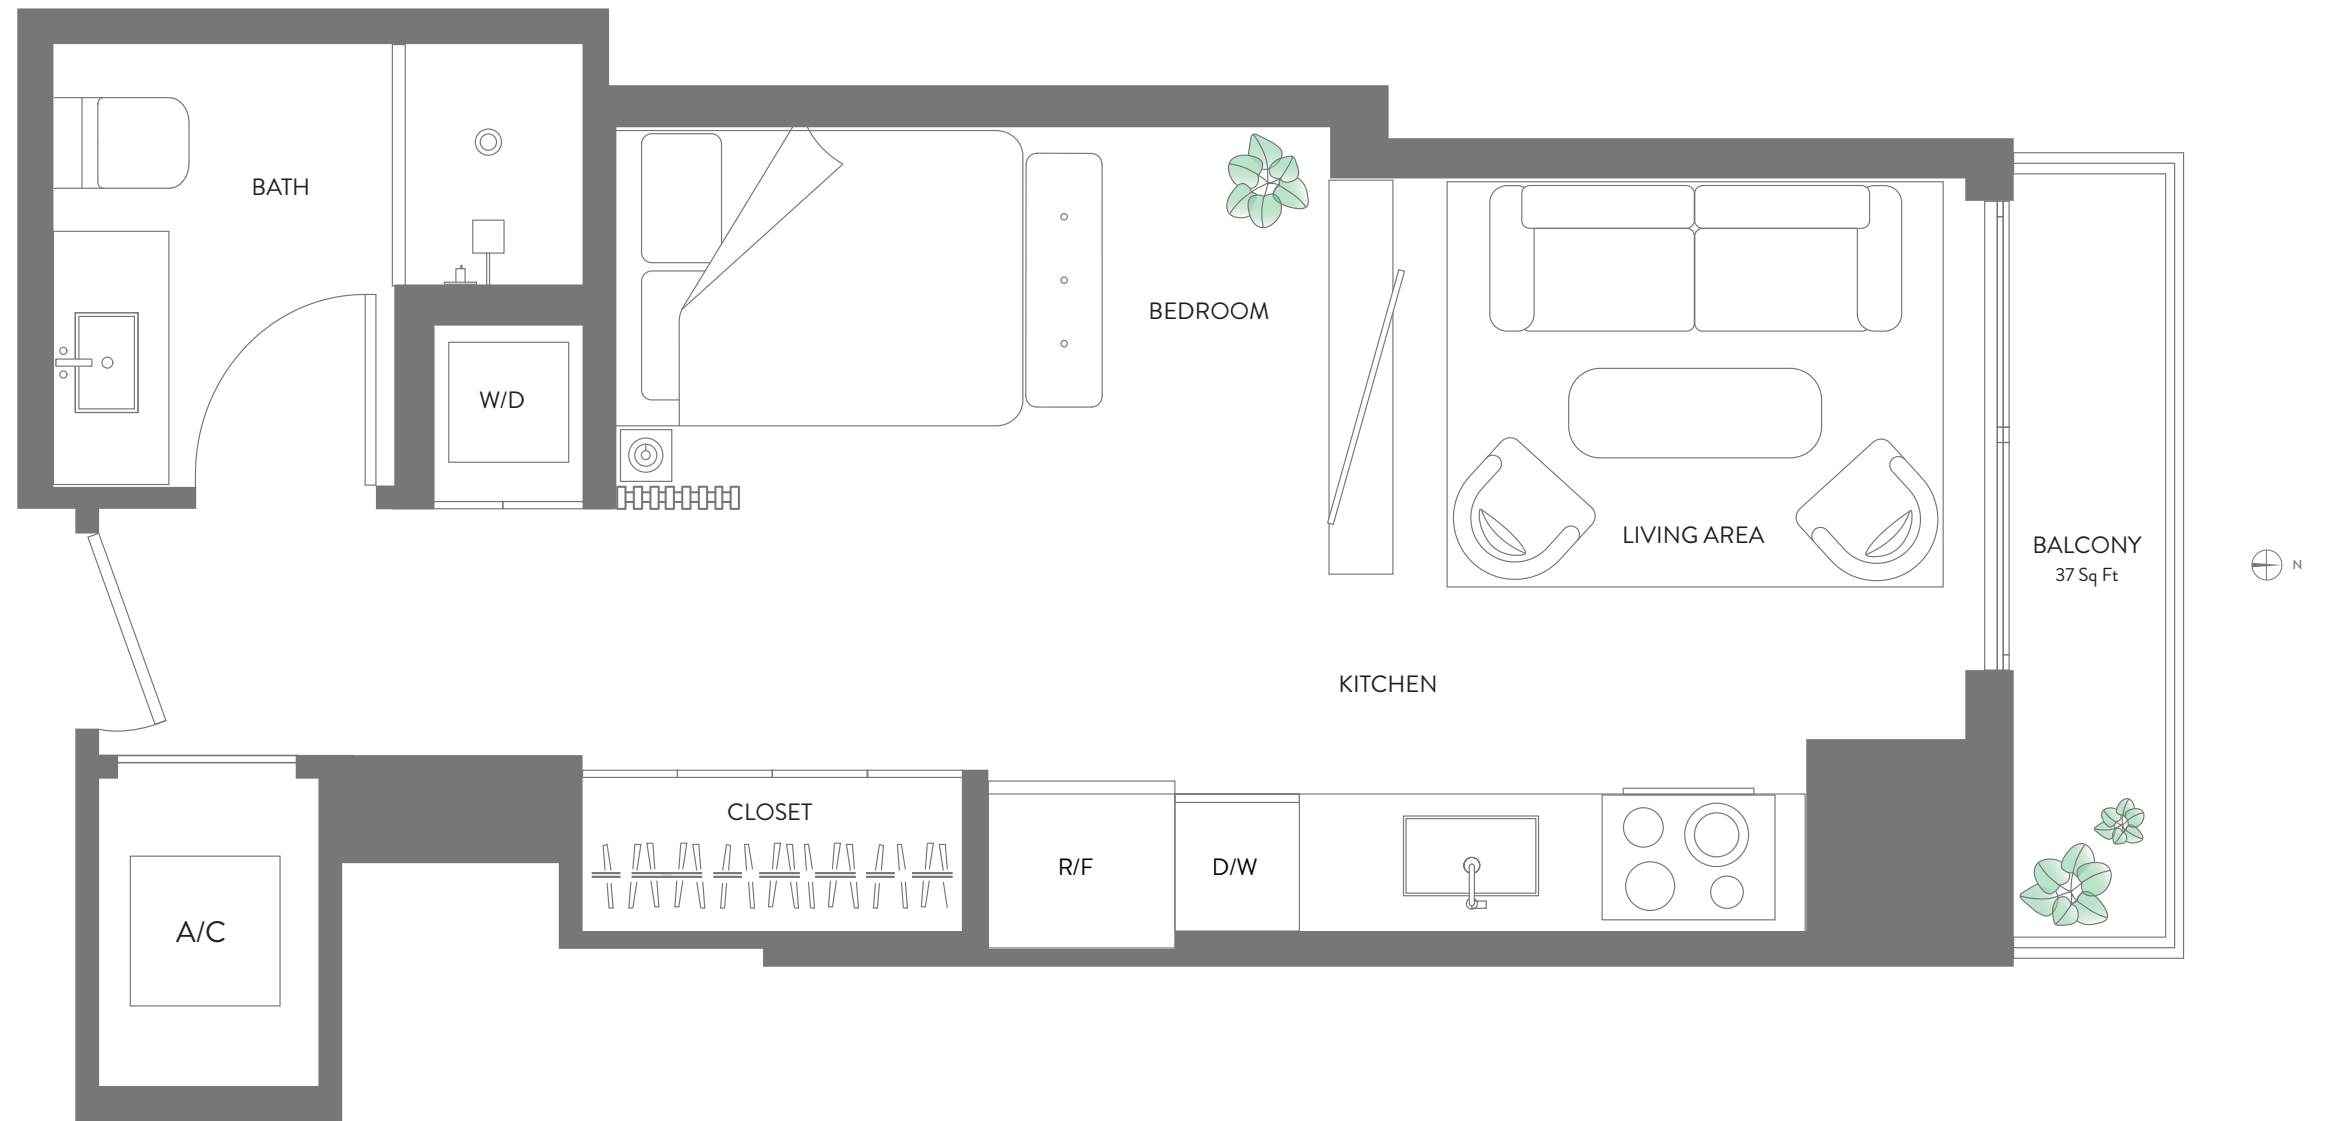 BATH
BEDROOM
W/D
LIVING AREA
BALCONY
37 Sq Ft
N
KITCHEN
CLOSET
R/F
D/W
A/C